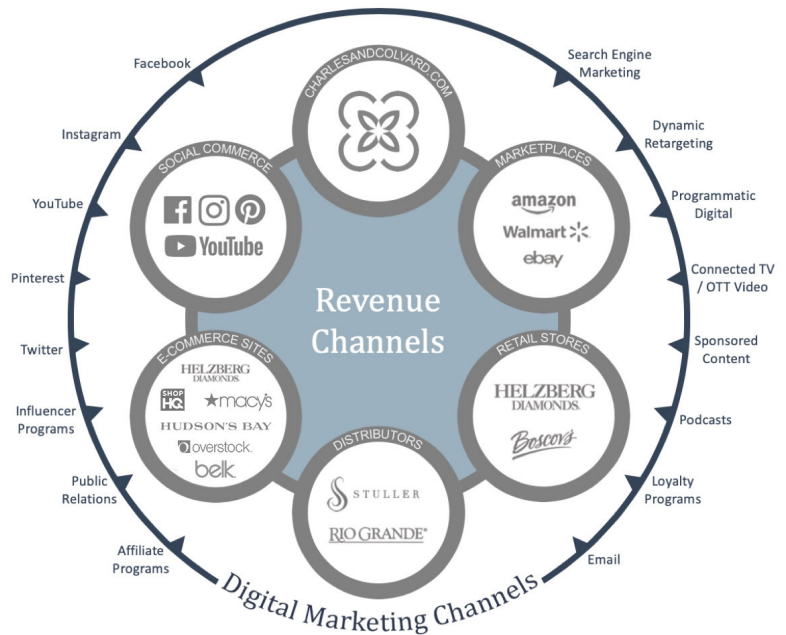 Facebook
Instagram
YouTube
Pinterest
Twitter
Influencer
Programs
Public
Relations
Affiliate
Programs
Search Engine
Marketing
Dynamic
Retargeting
Programmatic
Digital
Connected TV
/ OTT Video
Sponsored
Content
Podcasts
Loyalty
Programs
Email
CHARLESANDCOLVARD.COM
SOCIAL COMMERCE
YouTube
MARKETPLACES
amazon
Walmart
ebay
Revenue
Channels
E-COMMERCE SITES
HELZBERG
DIAMONDS.
SHOP
HQ
macy's
HUDSON'S BAY
overstock.
belk
RETAIL STORES
HELZBERG
DIAMONDS.
Boscov's
DISTRIBUTORS
STULLER
RIO GRANDE®
Digital Marketing Channels